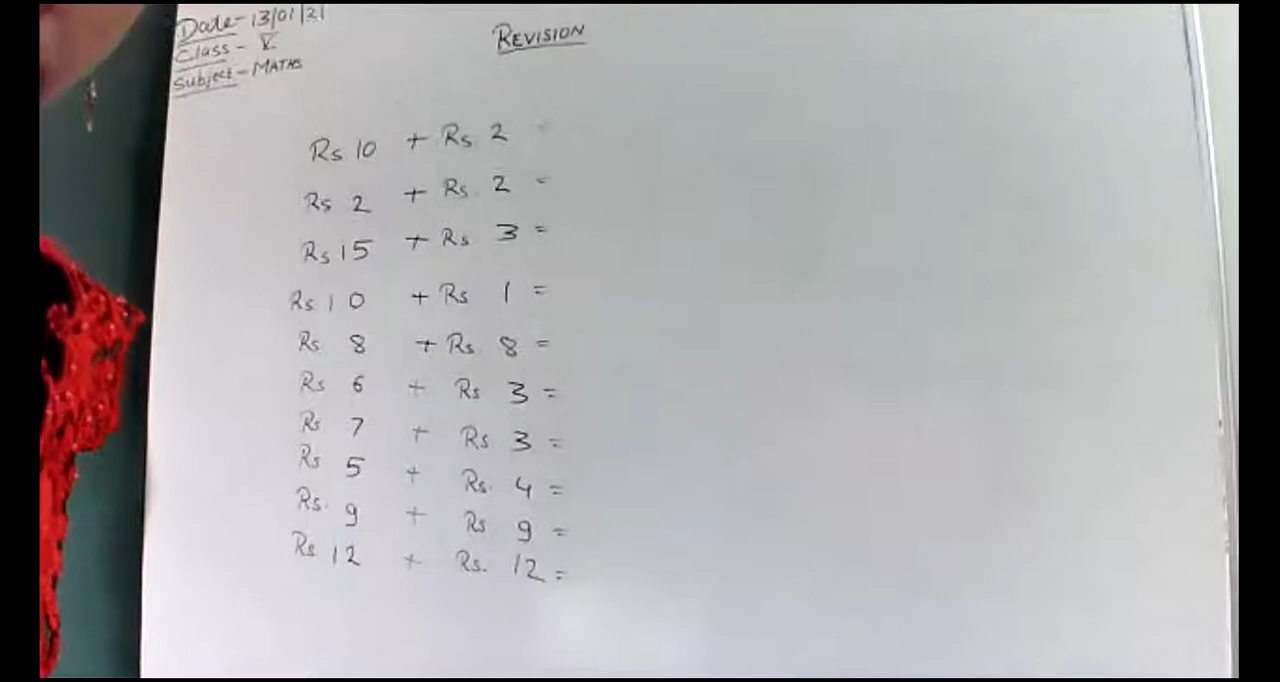 Date-13/01/21
Class - V
Subject - MATHS
REVISION
Rs 10 + Rs 2 =
Rs 2 + Rs. 2 =
Rs 15 + Rs 3 =
Rs 10 + Rs 1 =
Rs 8 + Rs 8 =
Rs 6 + Rs 3 =
Rs 7 + Rs 3 =
Rs 5 + Rs. 4 =
Rs. 9 + Rs 9 =
Rs. 12 + Rs. 12 =